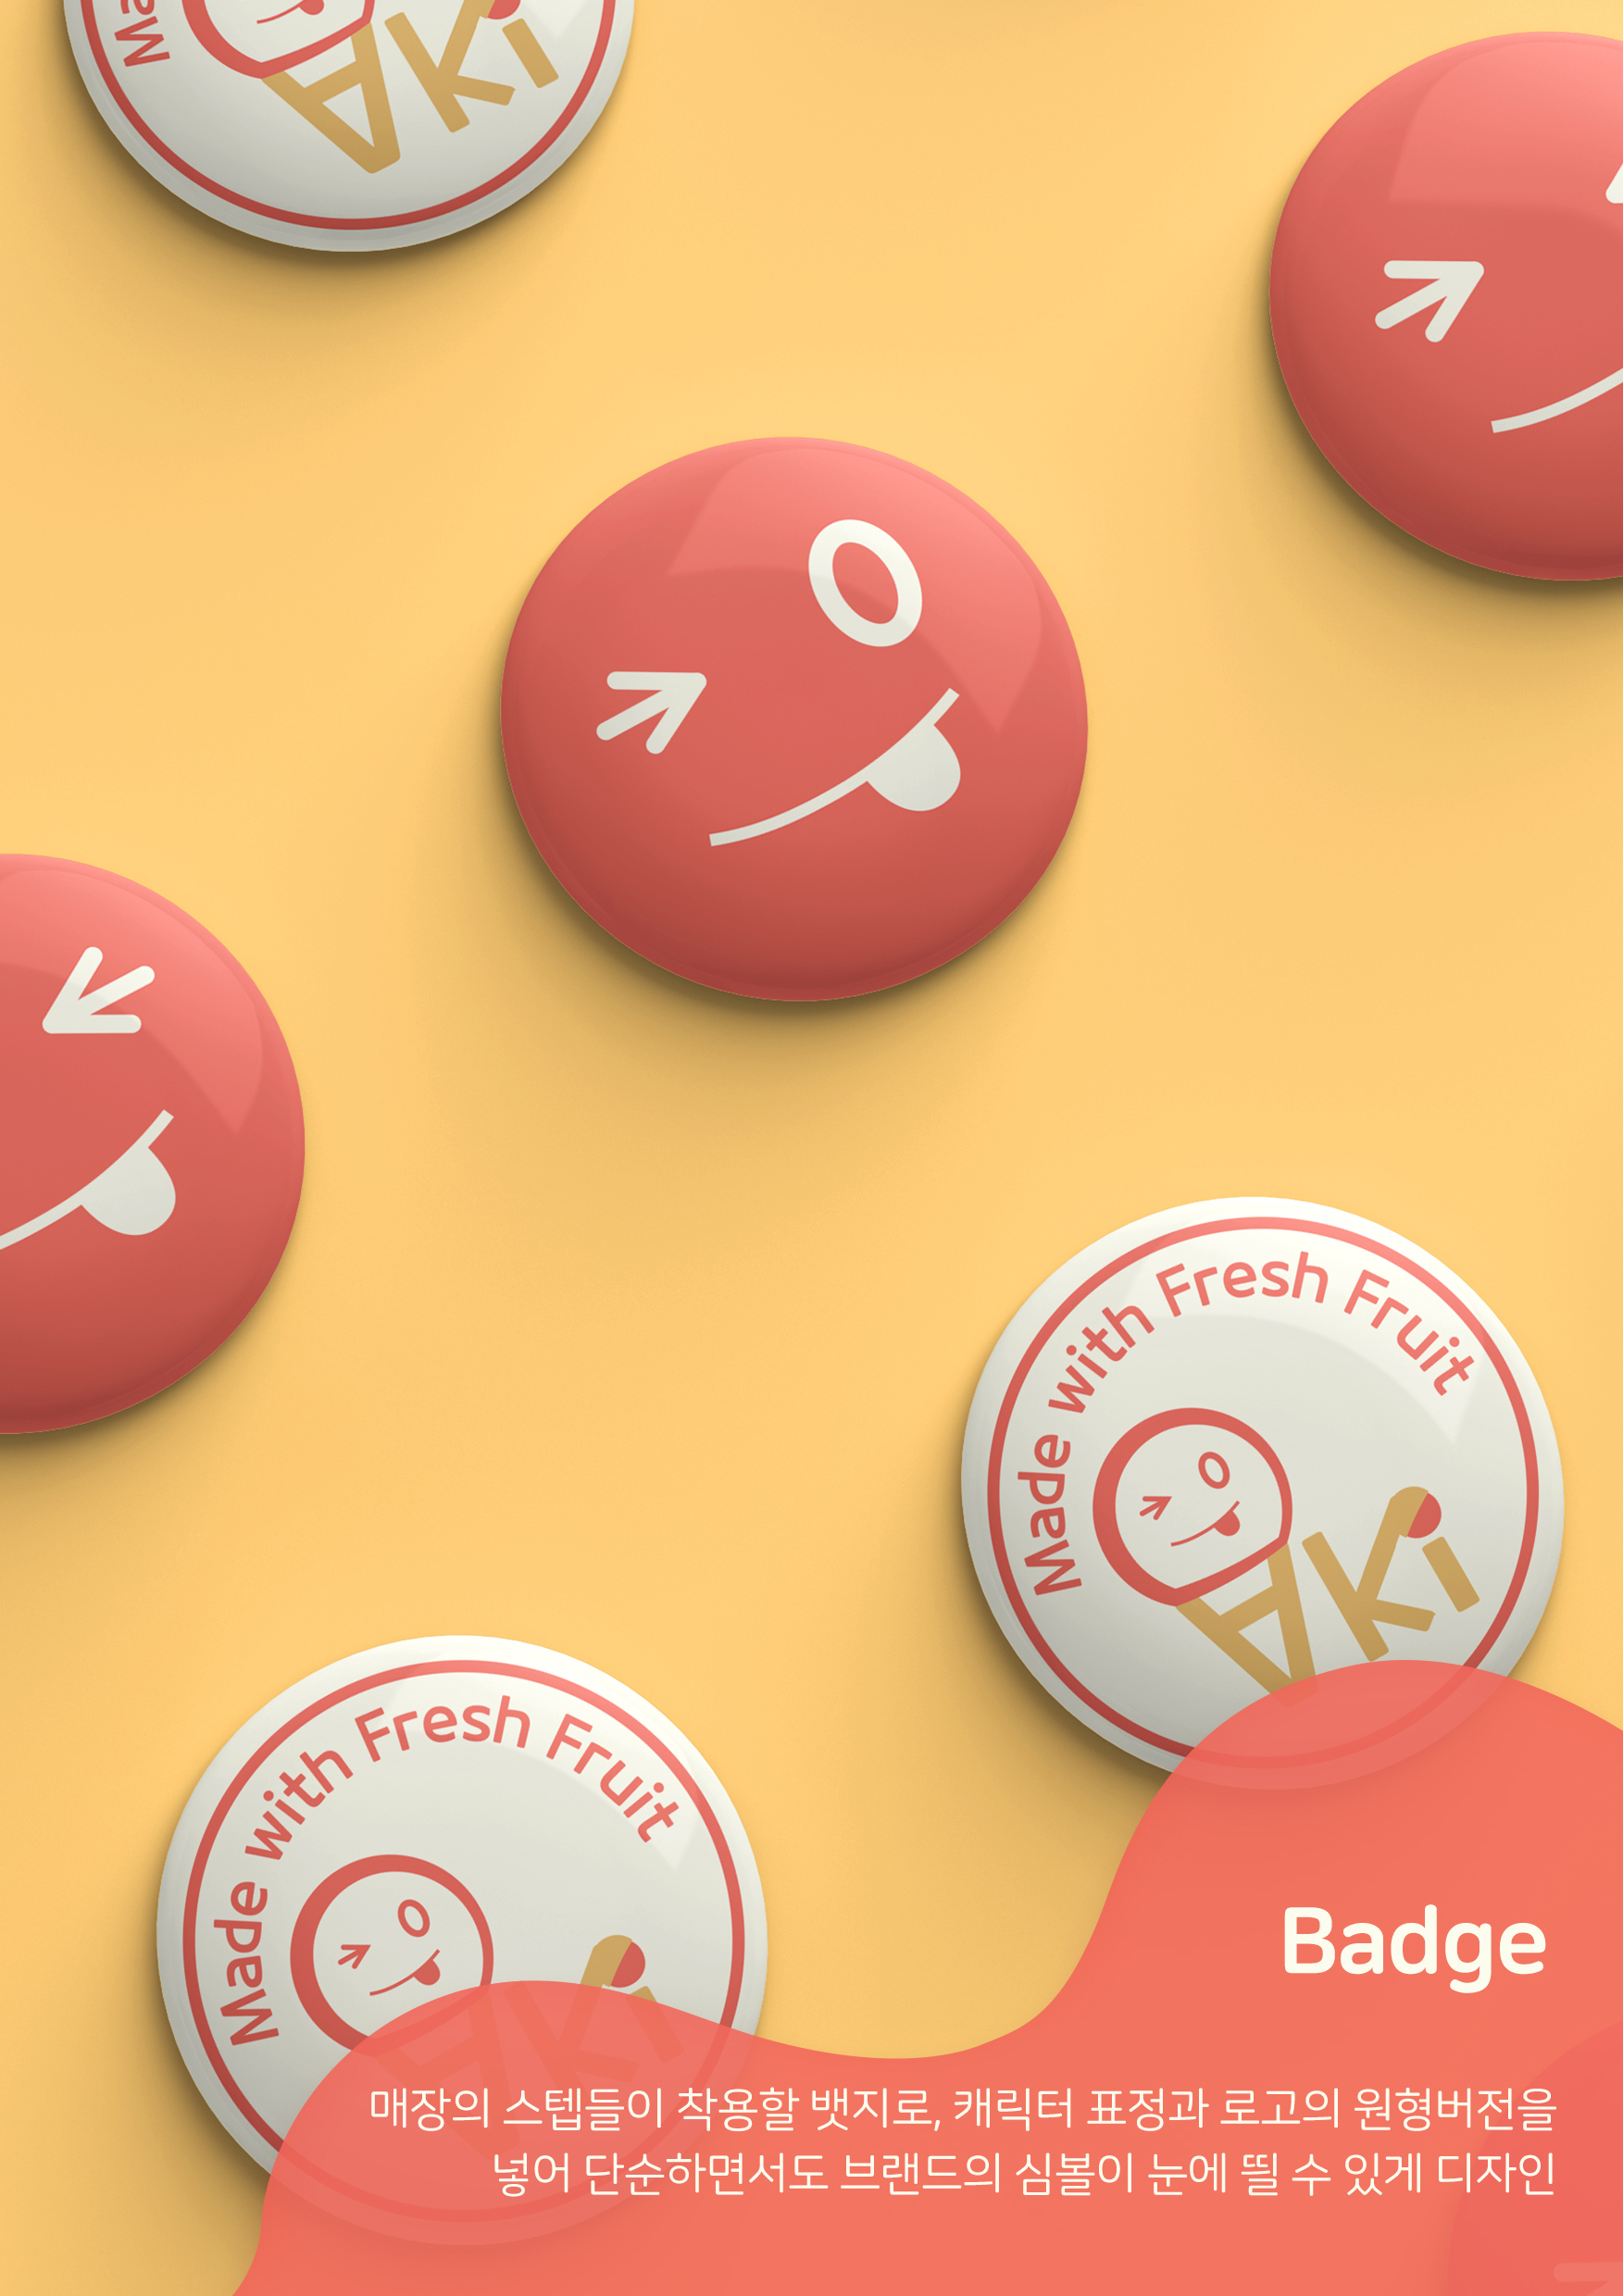 Ma
AKi
Made with Fresh Fruit
AKi
Made with Fresh Fruit
AKi
Badge
매장의 스텝들이 착용할 뱃지로, 캐릭터 표정과 로고의 원형버전을
넣어 단순하면서도 브랜드의 심볼이 눈에 띌 수 있게 디자인